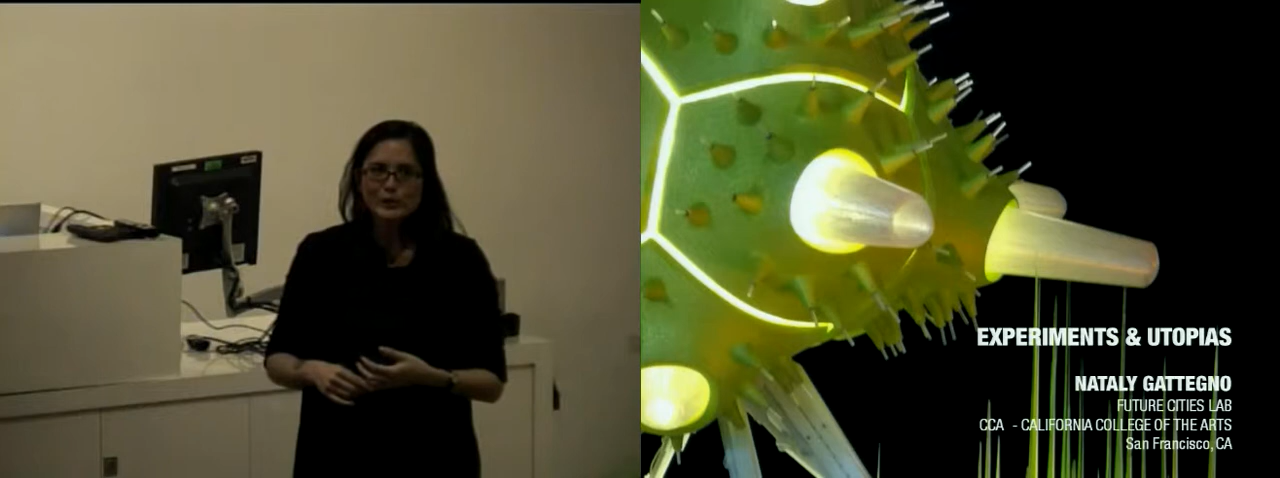 EXPERIMENTS & UTOPIAS
NATALY GATTEGNO
FUTURE CITIES LAB
CCA - CALIFORNIA COLLEGE OF THE ARTS
San Francisco, CA